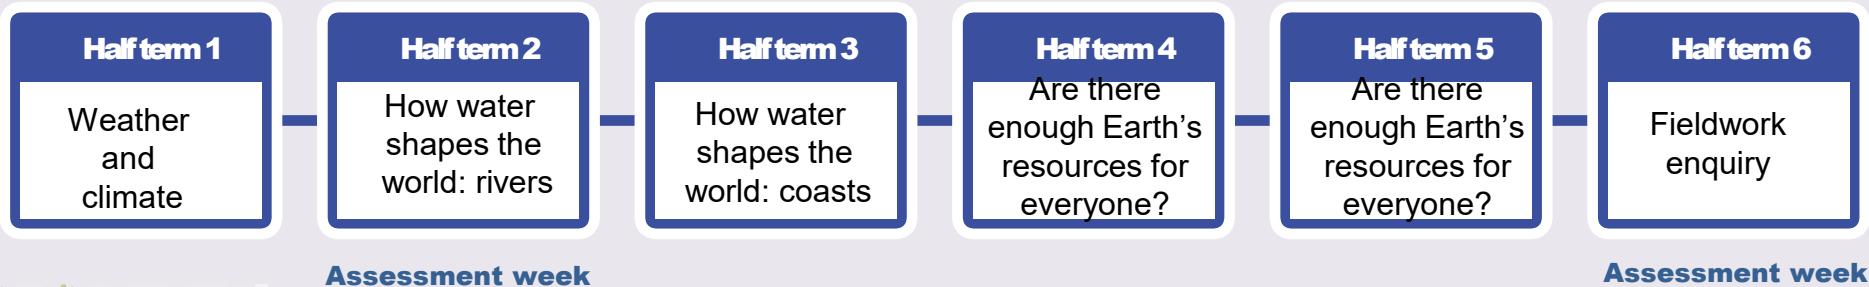 Half term 1
Weather
and
climate
Half term 2
How water
shapes the
world: rivers
Half term 3
How water
shapes the
world: coasts
Half term 4
Are there
enough Earth's
resources for
everyone?
Half term 5
Are there
enough Earth's
resources for
everyone?
Half term 6
Fieldwork
enquiry
Assessment week
Assessment week